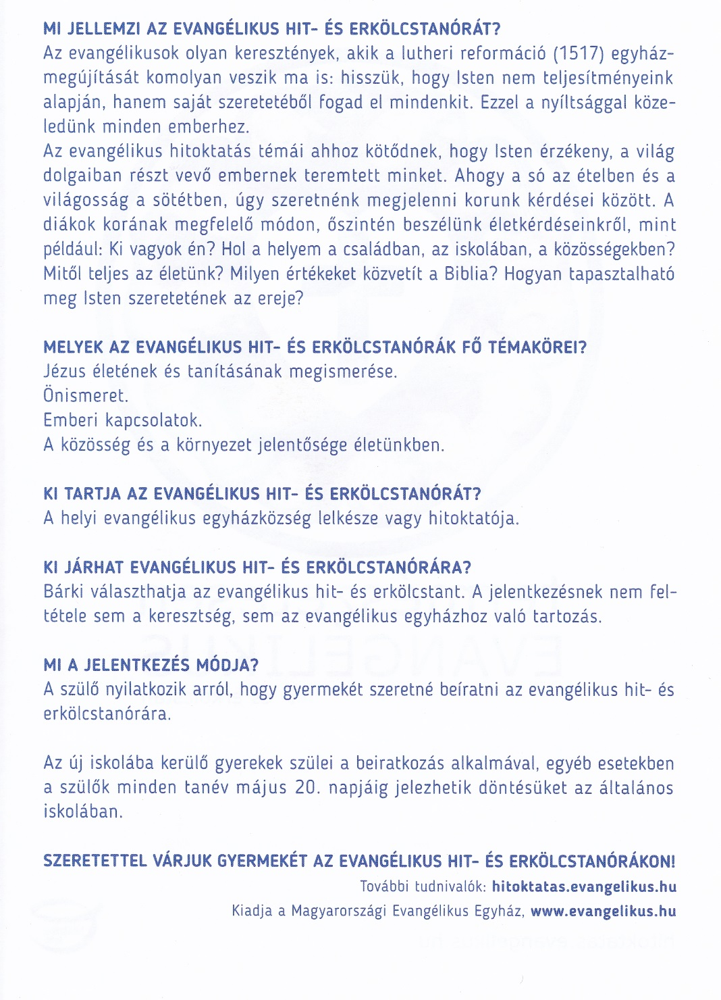 MI JELLEMZI AZ EVANGÉLIKUS HIT- ÉS ERKÖLCSTANÓRÁT?
Az evangélikusok olyan keresztények, akik a lutheri reformáció (1517) egyház-
megújítását komolyan veszik ma is: hisszük, hogy Isten nem teljesítményeink
alapján, hanem saját szeretetéből fogad el mindenkit. Ezzel a nyíltsággal köze-
ledünk minden emberhez.
Az evangélikus hitoktatás témái ahhoz kötődnek, hogy Isten érzékeny, a világ
dolgaiban részt vevő embernek teremtett minket. Ahogy a só az ételben és a
világosság a sötétben, úgy szeretnénk megjelenni korunk kérdései között. A
diákok korának megfelelő módon, őszintén beszélünk életkérdéseinkről, mint
például: Ki vagyok én? Hol a helyem a családban, az iskolában, a közösségekben?
Mitől teljes az életünk? Milyen értékeket közvetít a Biblia? Hogyan tapasztalható
meg Isten szeretetének az ereje?
MELYEK AZ EVANGÉLIKUS HIT- ÉS ERKÖLCSTANÓRÁK FŐ TÉMAKÖREI?
Jézus életének és tanításának megismerése.
Önismeret.
Emberi kapcsolatok.
A közösség és a környezet jelentősége életünkben.
KI TARTJA AZ EVANGÉLIKUS HIT- ÉS ERKÖLCSTANÓRÁT?
A helyi evangélikus egyházközség lelkésze vagy hitoktatója.
KI JÁRHAT EVANGÉLIKUS HIT- ÉS ERKÖLCSTANÓRÁRA?
Bárki választhatja az evangélikus hit- és erkölcstant. A jelentkezésnek nem fel-
tétele sem a keresztség, sem az evangélikus egyházhoz való tartozás.
MI A JELENTKEZÉS MÓDJA?
A szülő nyilatkozik arról, hogy gyermekét szeretné beíratni az evangélikus hit- és
erkölcstanórára.
Az új iskolába kerülő gyerekek szülei a beiratkozás alkalmával, egyéb esetekben
a szülők minden tanév május 20. napjáig jelezhetik döntésüket az általános
iskolában.
SZERETETTEL VÁRJUK GYERMEKÉT AZ EVANGÉLIKUS HIT- ÉS ERKÖLCSTANÓRÁKON!
További tudnivalók: hitoktatas.evangelikus.hu
Kiadja a Magyarországi Evangélikus Egyház, www.evangelikus.hu